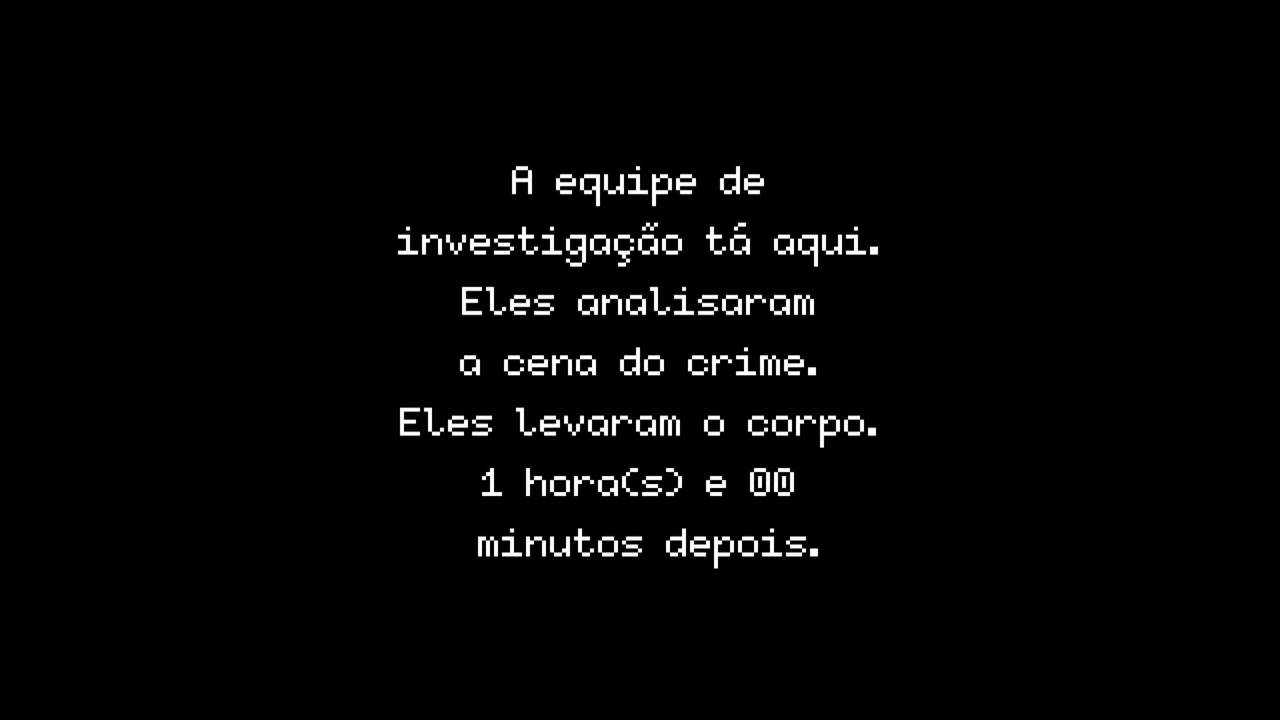 A equipe de
investigação tá aqui.
Eles analisaram
a cena do crime.
Eles levaram o corpo.
1 hora(s) e 00
minutos depois.